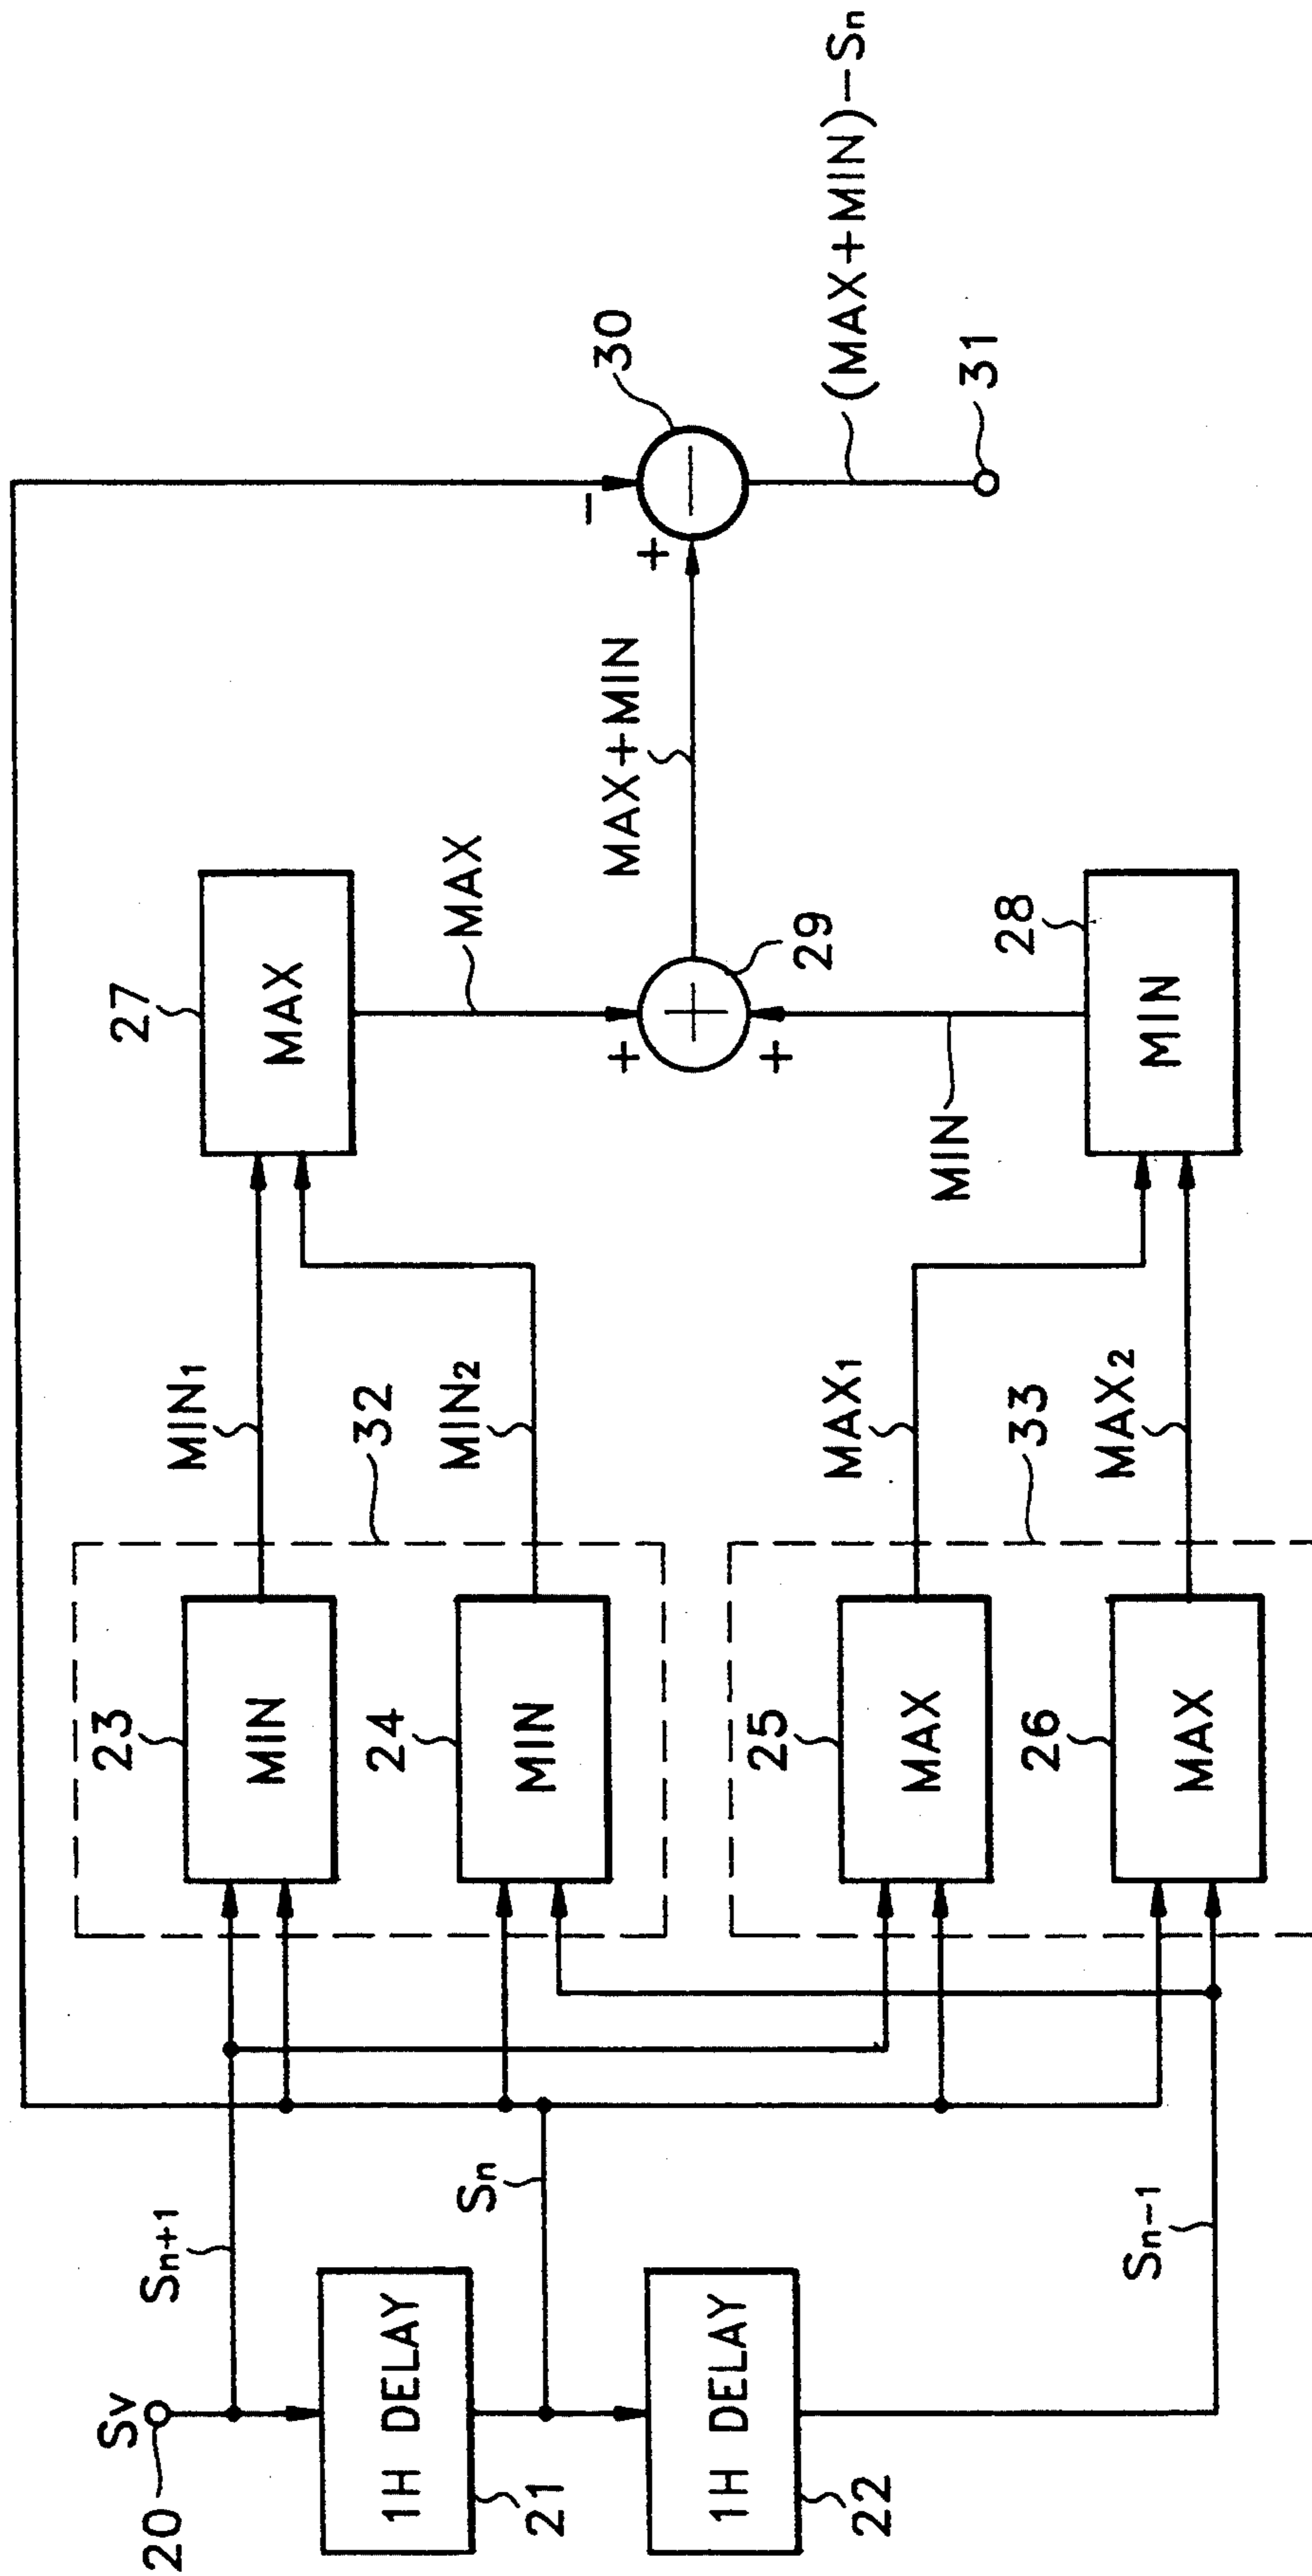 20
Sv
1H DELAY
21
1H DELAY
22
Sn+1
Sn
Sn-1
23
MIN
24
MIN
32
25
MAX
26
MAX
33
MIN1
MIN2
MAX1
MAX2
27
MAX
28
MIN
MAX
MIN
+
+
+
29
MAX+MIN
+
-
−
30
(MAX+MIN)-Sn
31